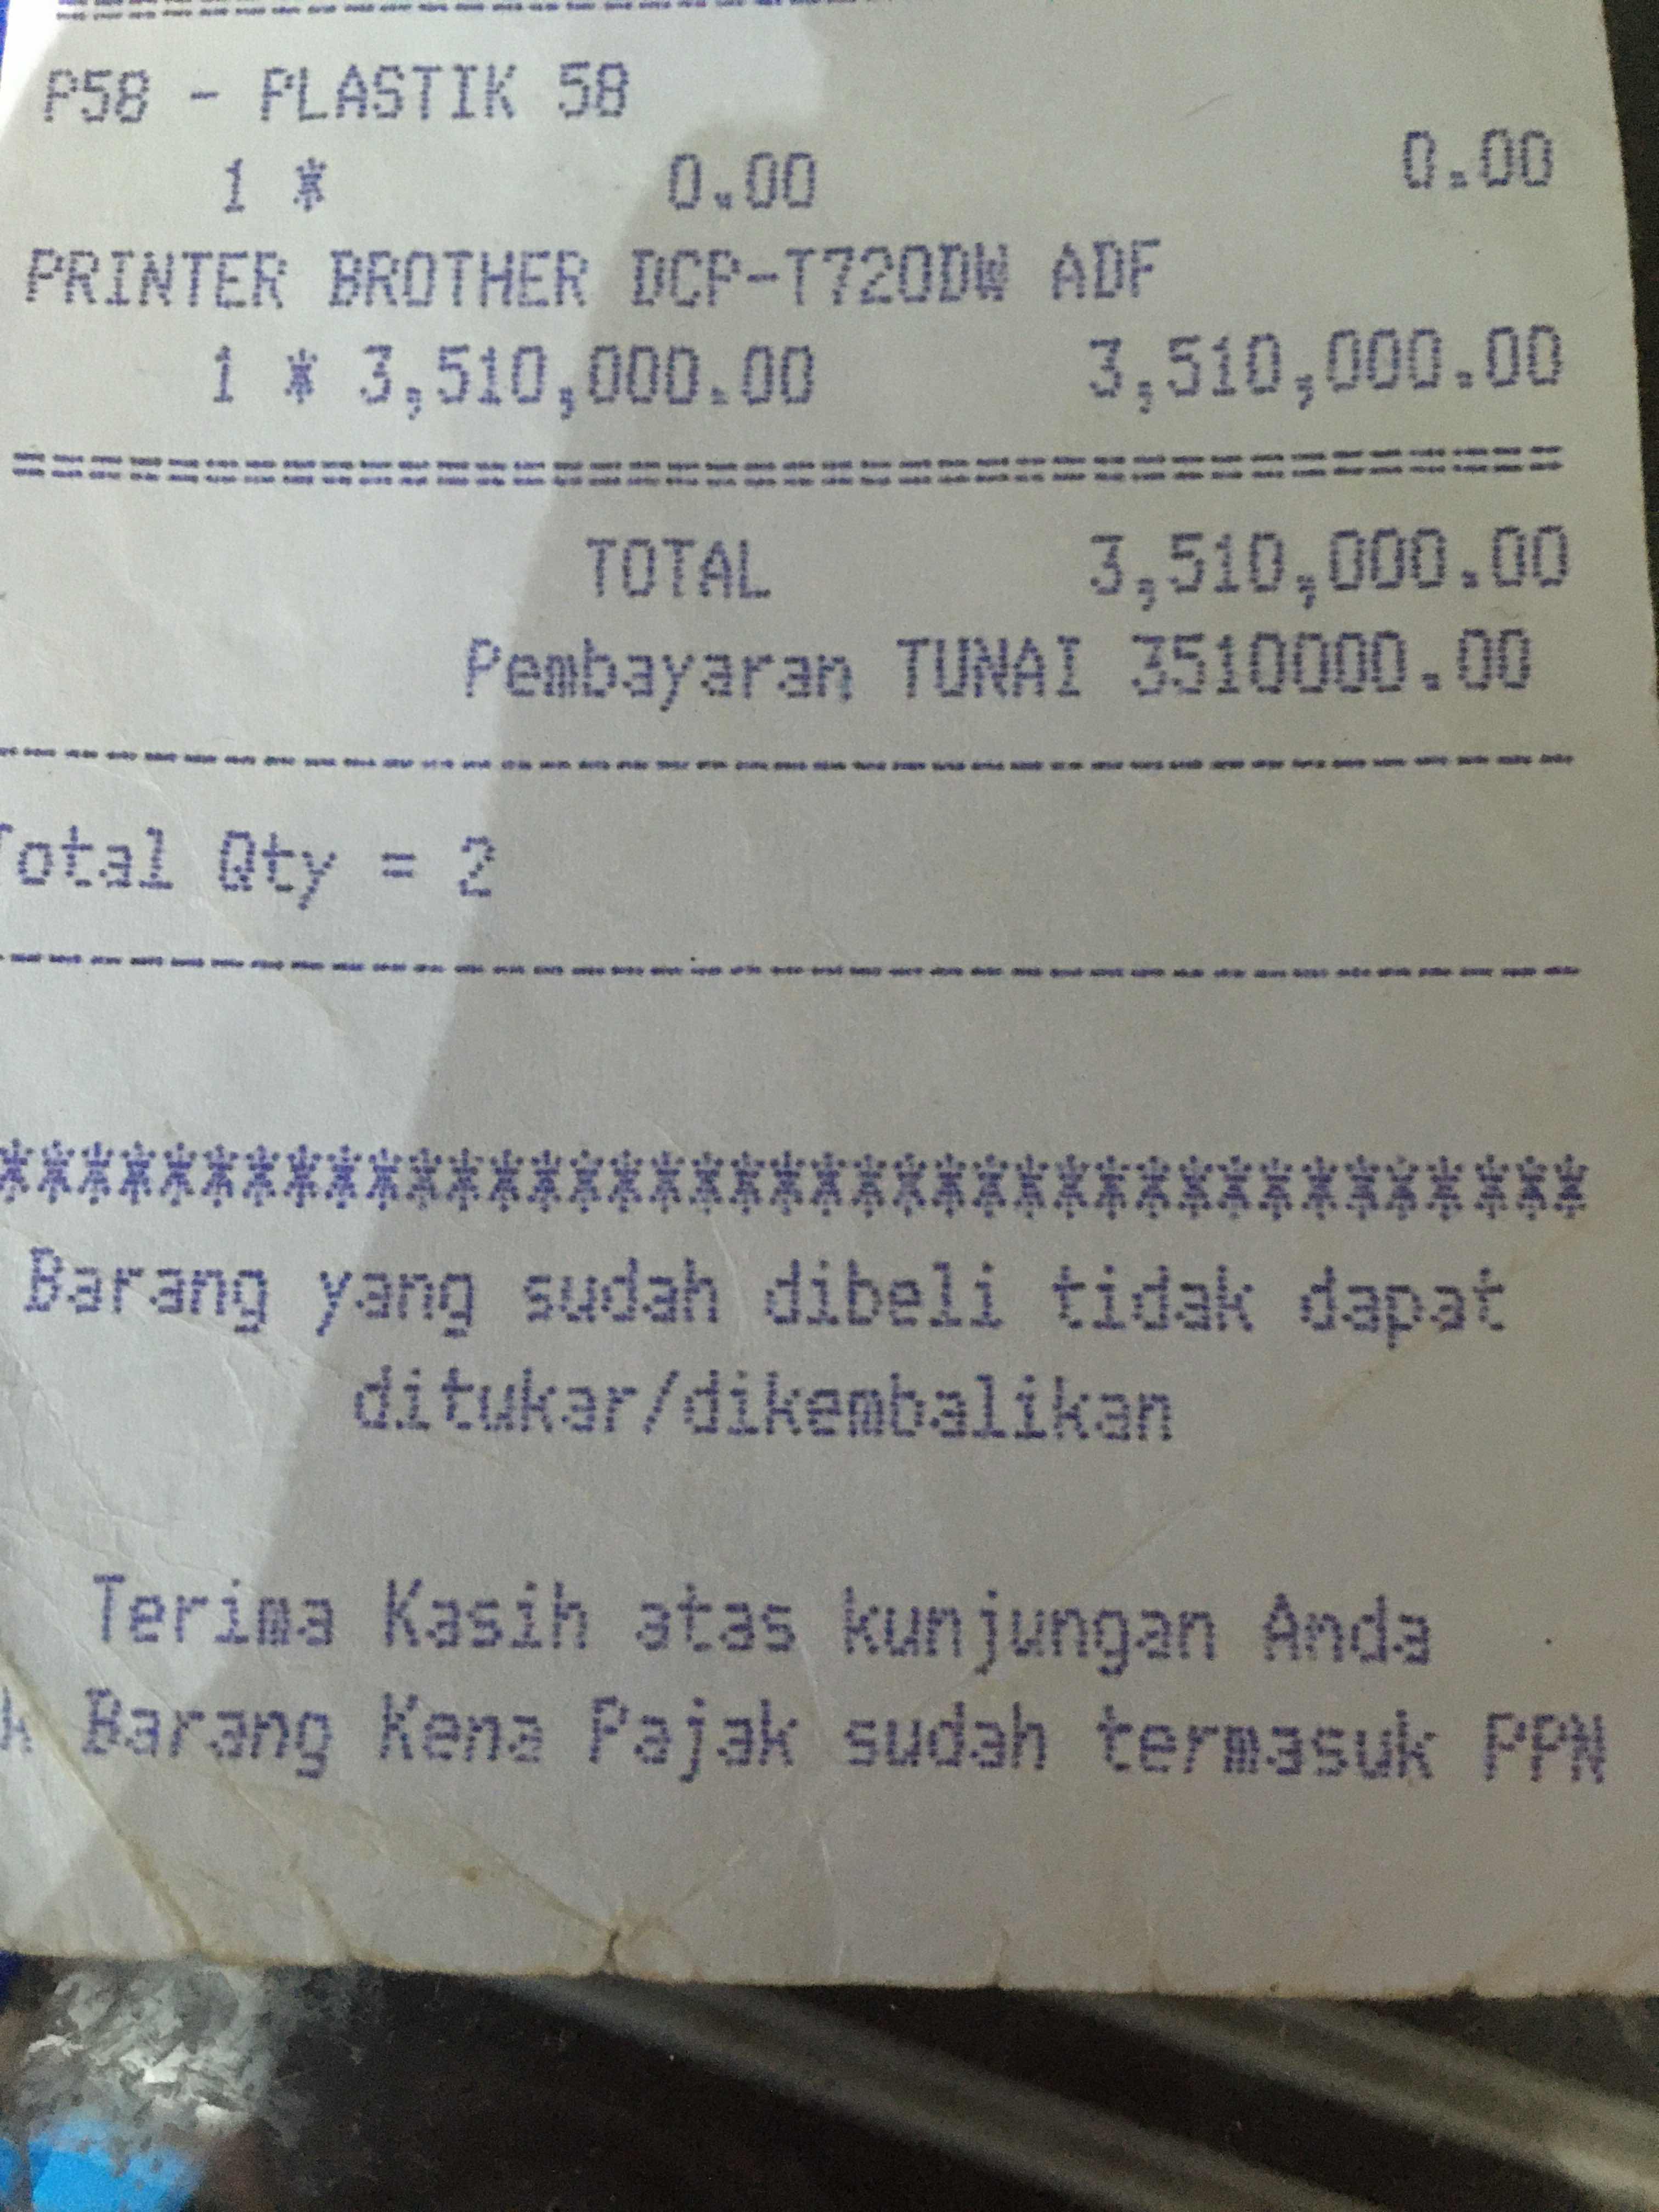 P58 - PLASTIK 58
1 * 0.00 0.00
PRINTER BROTHER DCP-T720DW ADF
1 * 3,510,000.00 3,510,000.00
TOTAL 3,510,000.00
Pembayaran TUNAI 3510000.00
Total Qty = 2
***************************************
Barang yang sudah dibeli tidak dapat
ditukar/dikembalikan
Terima Kasih atas kunjungan Anda
Barang Kena Pajak sudah termasuk PPN